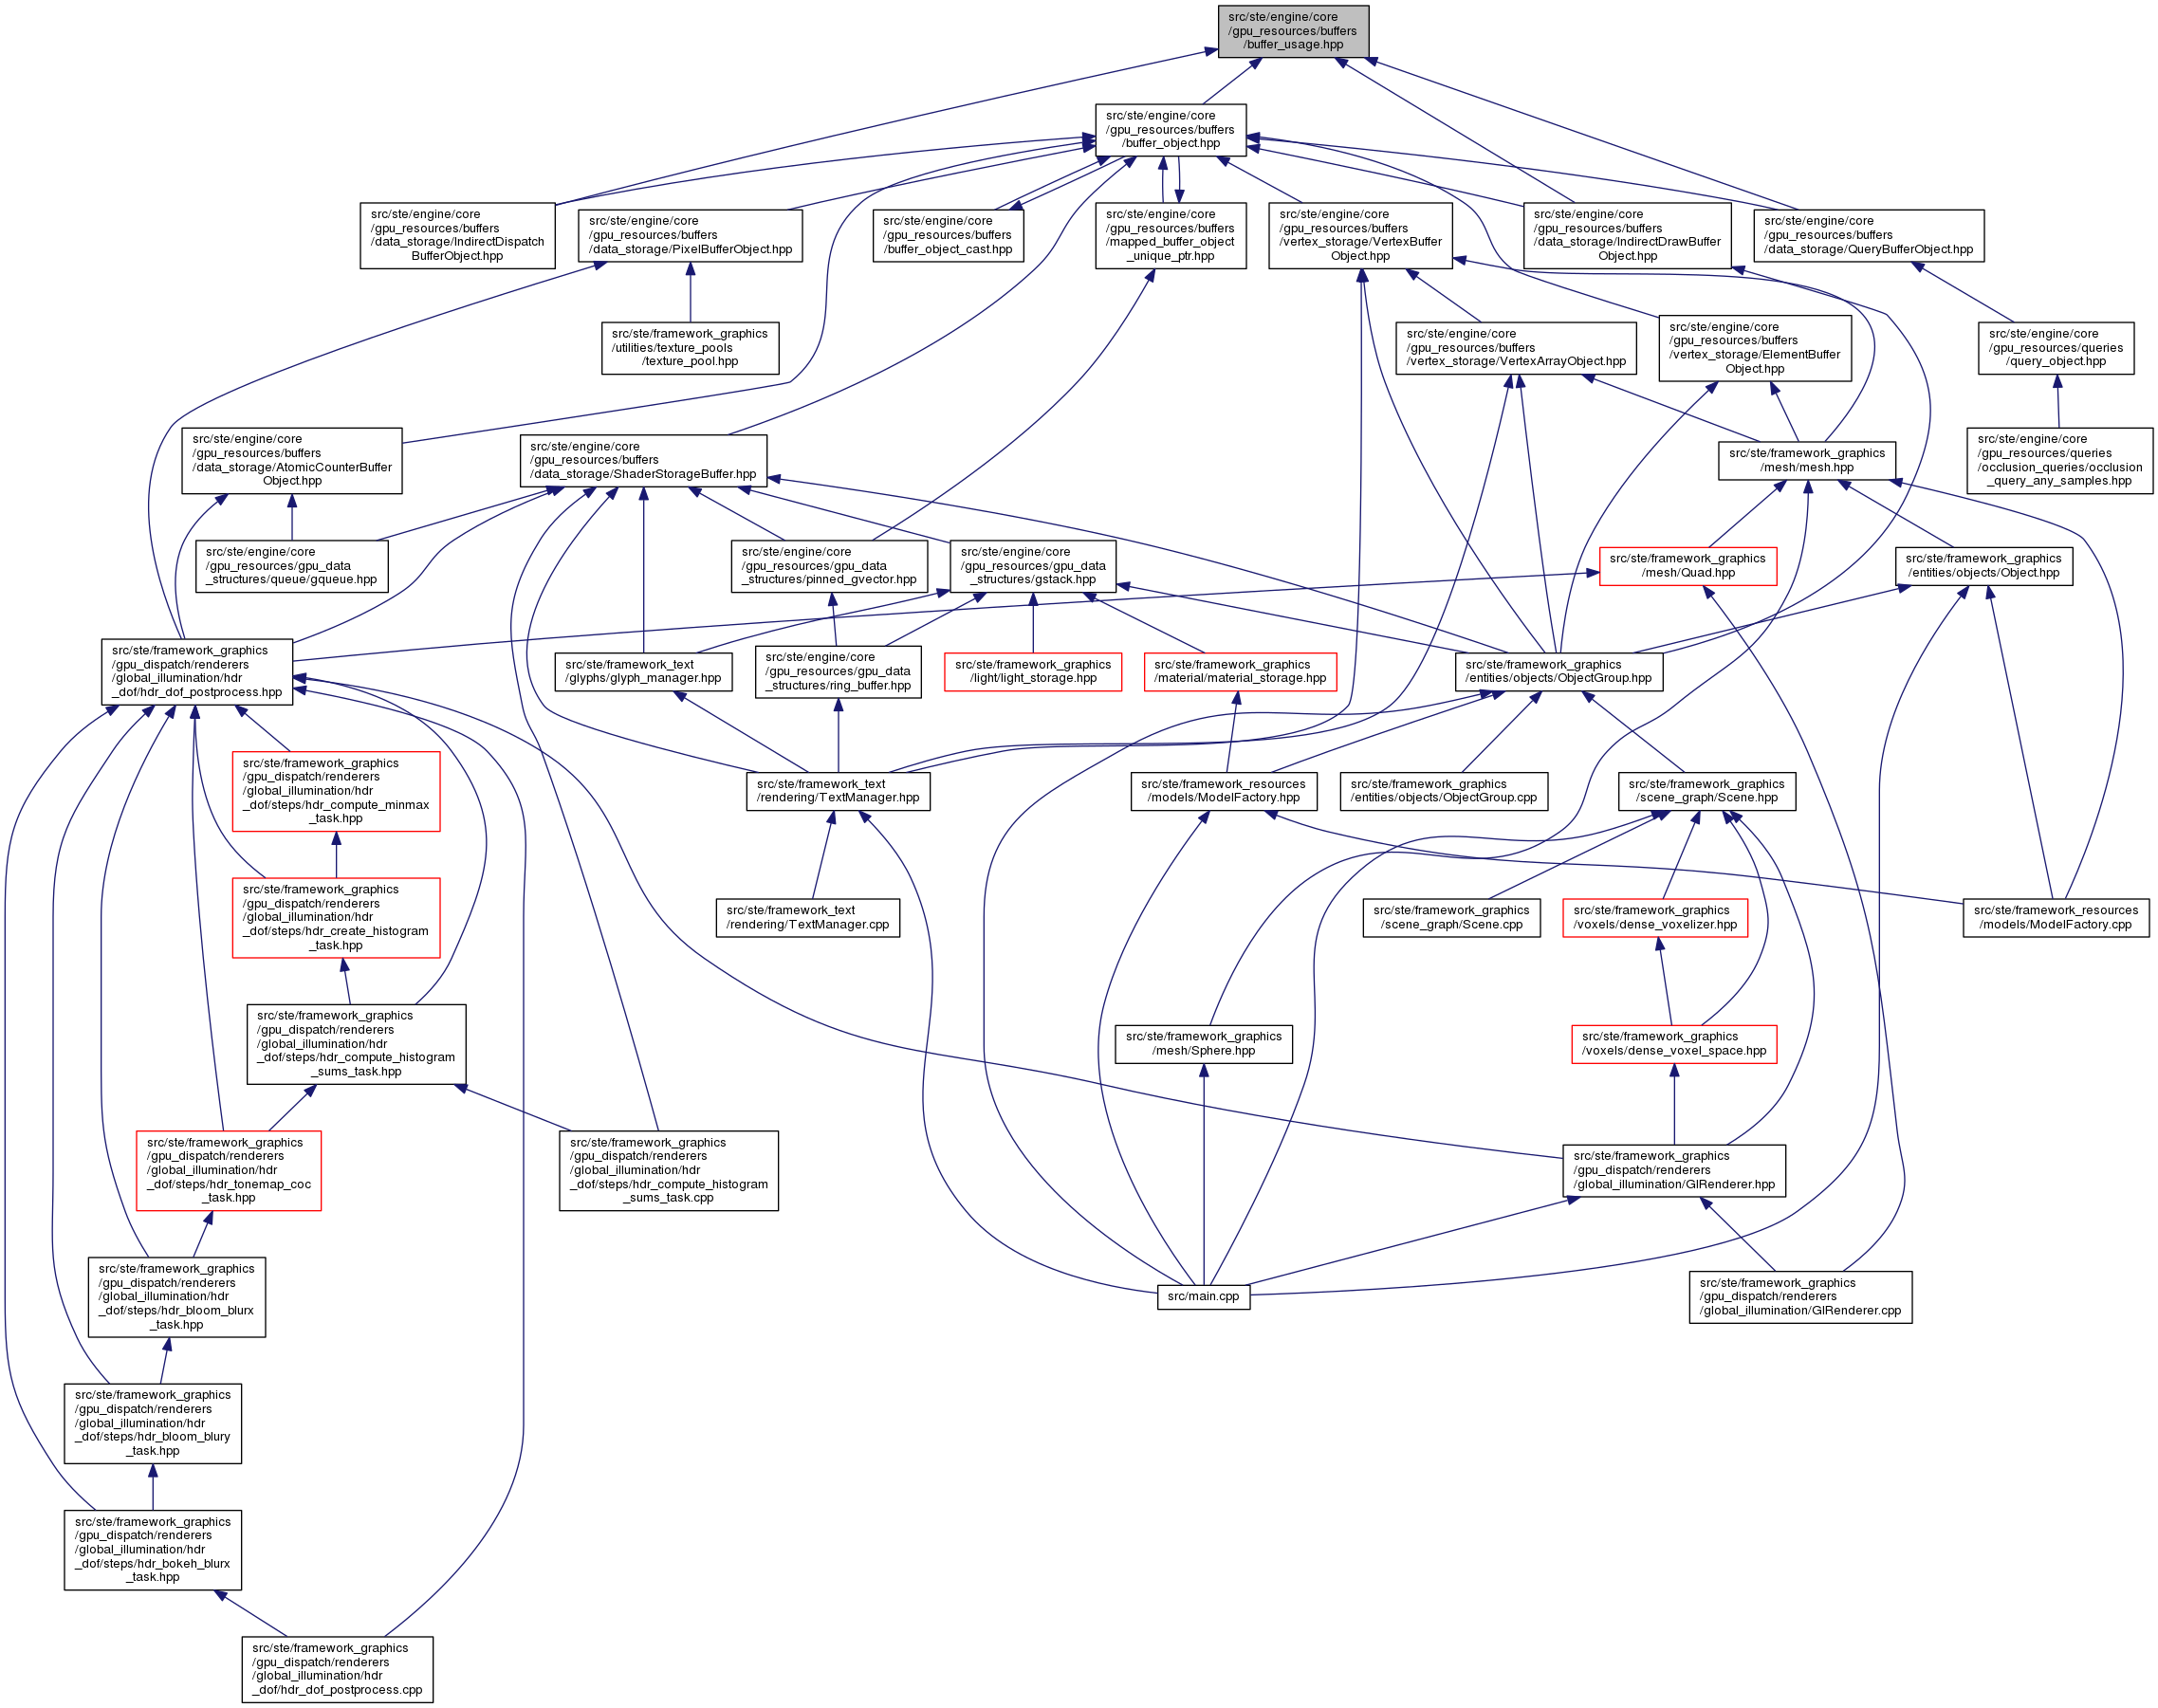 src/ste/engine/core
/gpu_resources/buffers
/buffer_usage.hpp
src/ste/engine/core
/gpu_resources/buffers
/buffer_object.hpp
src/ste/engine/core
/gpu_resources/buffers
/data_storage/IndirectDispatch
BufferObject.hpp
src/ste/engine/core
/gpu_resources/buffers
/data_storage/PixelBufferObject.hpp
src/ste/engine/core
/gpu_resources/buffers
/buffer_object_cast.hpp
src/ste/engine/core
/gpu_resources/buffers
/mapped_buffer_object
_unique_ptr.hpp
src/ste/engine/core
/gpu_resources/buffers
/vertex_storage/VertexBuffer
Object.hpp
src/ste/engine/core
/gpu_resources/buffers
/data_storage/IndirectDrawBuffer
Object.hpp
src/ste/engine/core
/gpu_resources/buffers
/data_storage/QueryBufferObject.hpp
src/ste/framework_graphics
/utilities/texture_pools
/texture_pool.hpp
src/ste/engine/core
/gpu_resources/buffers
/vertex_storage/VertexArrayObject.hpp
src/ste/engine/core
/gpu_resources/buffers
/vertex_storage/ElementBuffer
Object.hpp
src/ste/engine/core
/gpu_resources/queries
/query_object.hpp
src/ste/engine/core
/gpu_resources/buffers
/data_storage/AtomicCounterBuffer
Object.hpp
src/ste/engine/core
/gpu_resources/buffers
/data_storage/ShaderStorageBuffer.hpp
src/ste/framework_graphics
/mesh/mesh.hpp
src/ste/engine/core
/gpu_resources/queries
/occlusion_queries/occlusion
_query_any_samples.hpp
src/ste/engine/core
/gpu_resources/gpu_data
_structures/queue/gqueue.hpp
src/ste/engine/core
/gpu_resources/gpu_data
_structures/pinned_gvector.hpp
src/ste/engine/core
/gpu_resources/gpu_data
_structures/gstack.hpp
src/ste/framework_graphics
/mesh/Quad.hpp
src/ste/framework_graphics
/entities/objects/Object.hpp
src/ste/framework_graphics
/gpu_dispatch/renderers
/global_illumination/hdr
_dof/hdr_dof_postprocess.hpp
src/ste/framework_text
/glyphs/glyph_manager.hpp
src/ste/engine/core
/gpu_resources/gpu_data
_structures/ring_buffer.hpp
src/ste/framework_graphics
/light/light_storage.hpp
src/ste/framework_graphics
/material/material_storage.hpp
src/ste/framework_graphics
/entities/objects/ObjectGroup.hpp
src/ste/framework_graphics
/gpu_dispatch/renderers
/global_illumination/hdr
_dof/steps/hdr_compute_minmax
_task.hpp
src/ste/framework_text
/rendering/TextManager.hpp
src/ste/framework_resources
/models/ModelFactory.hpp
src/ste/framework_graphics
/entities/objects/ObjectGroup.cpp
src/ste/framework_graphics
/scene_graph/Scene.hpp
src/ste/framework_graphics
/gpu_dispatch/renderers
/global_illumination/hdr
_dof/steps/hdr_create_histogram
_task.hpp
src/ste/framework_text
/rendering/TextManager.cpp
src/ste/framework_graphics
/scene_graph/Scene.cpp
src/ste/framework_graphics
/voxels/dense_voxelizer.hpp
src/ste/framework_resources
/models/ModelFactory.cpp
src/ste/framework_graphics
/gpu_dispatch/renderers
/global_illumination/hdr
_dof/steps/hdr_compute_histogram
_sums_task.hpp
src/ste/framework_graphics
/mesh/Sphere.hpp
src/ste/framework_graphics
/voxels/dense_voxel_space.hpp
src/ste/framework_graphics
/gpu_dispatch/renderers
/global_illumination/hdr
_dof/steps/hdr_tonemap_coc
_task.hpp
src/ste/framework_graphics
/gpu_dispatch/renderers
/global_illumination/hdr
_dof/steps/hdr_compute_histogram
_sums_task.cpp
src/ste/framework_graphics
/gpu_dispatch/renderers
/global_illumination/GIRenderer.hpp
src/ste/framework_graphics
/gpu_dispatch/renderers
/global_illumination/hdr
_dof/steps/hdr_bloom_blurx
_task.hpp
src/main.cpp
src/ste/framework_graphics
/gpu_dispatch/renderers
/global_illumination/GIRenderer.cpp
src/ste/framework_graphics
/gpu_dispatch/renderers
/global_illumination/hdr
_dof/steps/hdr_bloom_blury
_task.hpp
src/ste/framework_graphics
/gpu_dispatch/renderers
/global_illumination/hdr
_dof/steps/hdr_bokeh_blurx
_task.hpp
src/ste/framework_graphics
/gpu_dispatch/renderers
/global_illumination/hdr
_dof/hdr_dof_postprocess.cpp